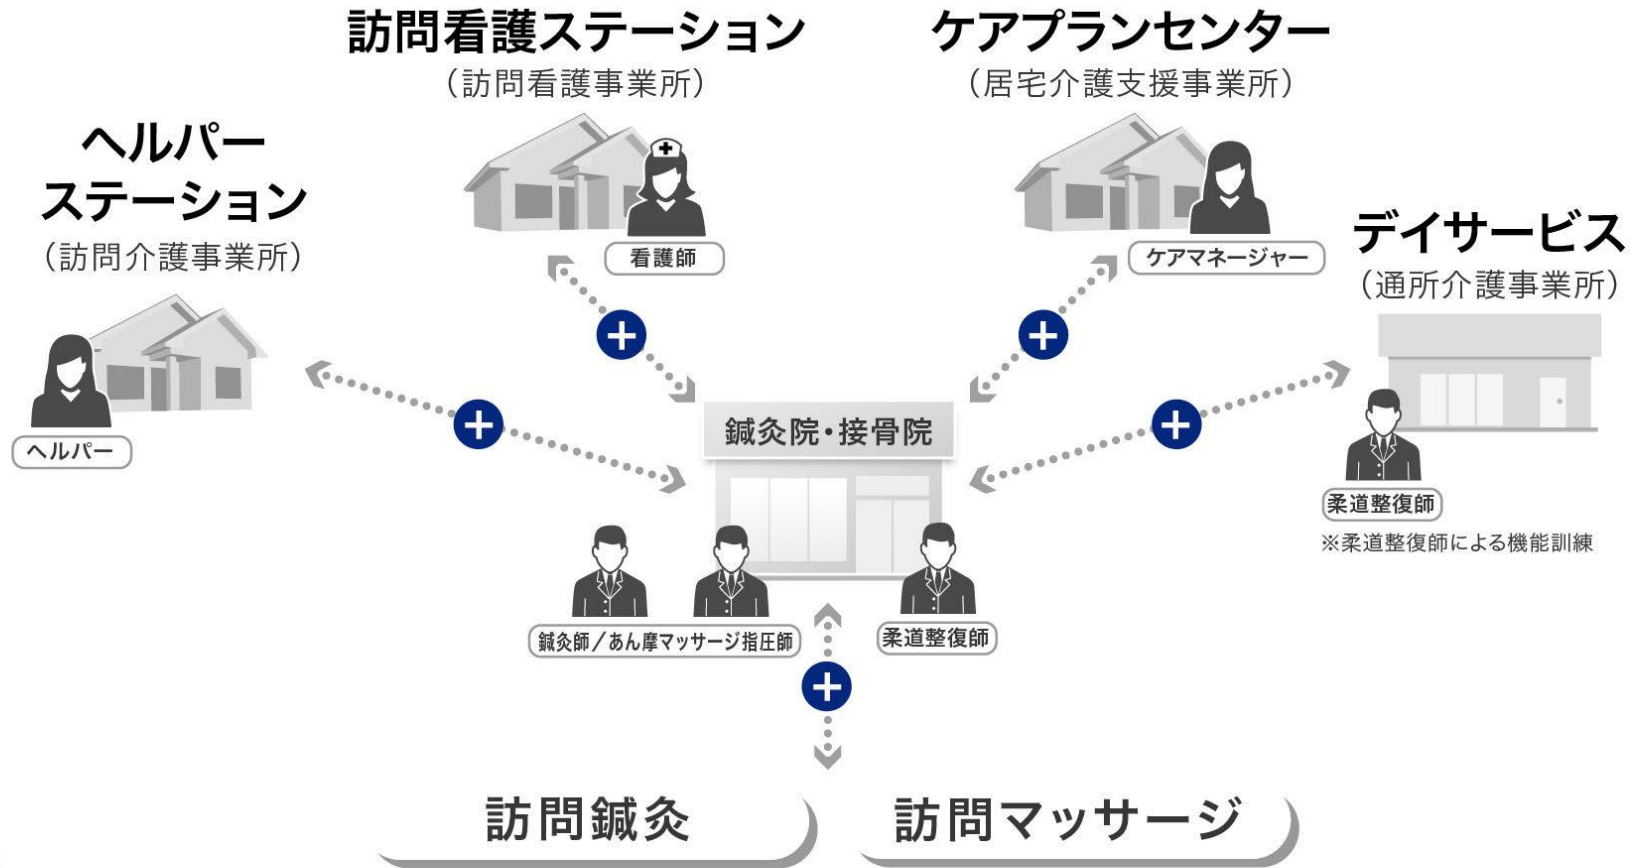 訪問看護ステーション
（訪問看護事業所）
看護師
ケアプランセンター
（居宅介護支援事業所）
ケアマネージャー
ヘルパー
ステーション
（訪問介護事業所）
ヘルパー
デイサービス
（通所介護事業所）
柔道整復師
※柔道整復師による機能訓練
鍼灸院・接骨院
鍼灸師／あん摩マッサージ指圧師
柔道整復師
訪問鍼灸
訪問マッサージ